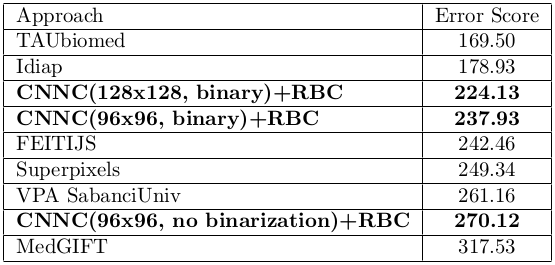 Approach Error Score
TAUbiomed 169.50
Idiap 178.93
CNNC(128x128, binary)+RBC 224.13
CNNC(96x96, binary)+RBC 237.93
FEITIJS 242.46
Superpixels 249.34
VPA SabanciUniv 261.16
CNNC(96x96, no binarization)+RBC 270.12
MedGIFT 317.53